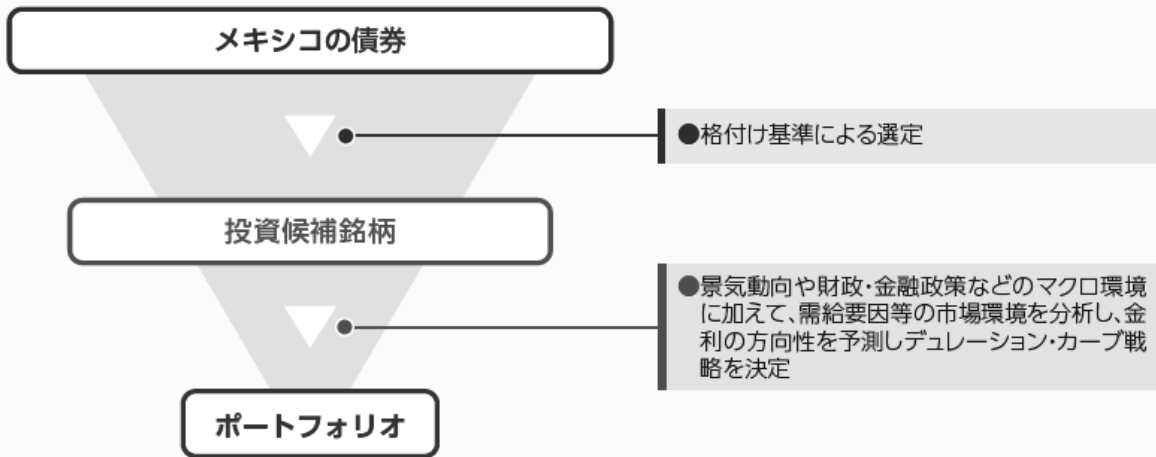 メキシコの債券
●格付け基準による選定
投資候補銘柄
●景気動向や財政・金融政策などのマクロ環境
に加えて、需給要因等の市場環境を分析し、金
利の方向性を予測しデュレーション・カーブ戦
略を決定
ポートフォリオ